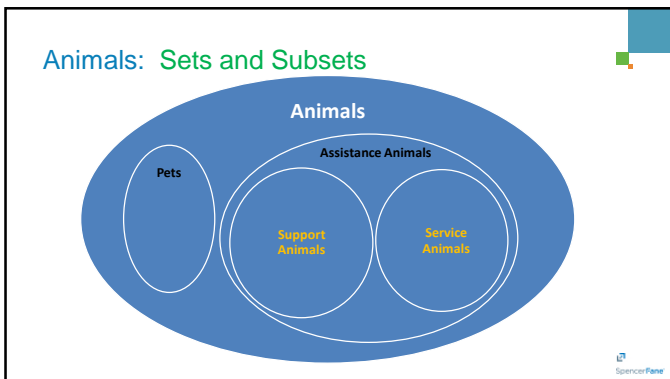 Animals: Sets and Subsets
Animals
Assistance Animals
Pets
Support
Animals
Service
Animals
SpencerFane